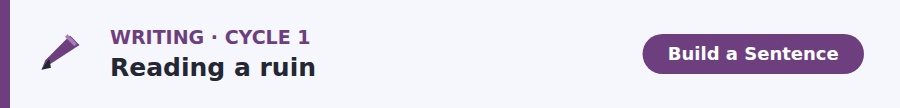 WRITING · CYCLE 1
Reading a ruin
Build a Sentence